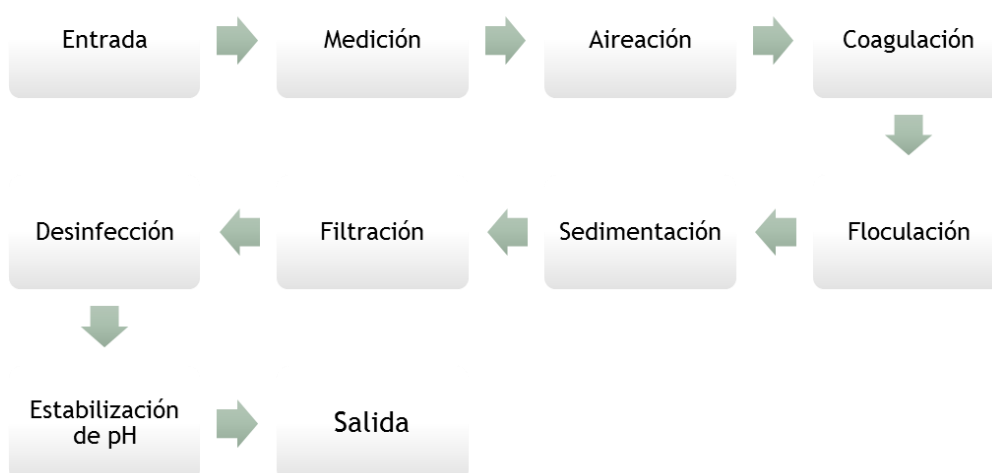 Entrada
Medición
Aireación
Coagulación
Floculación
Sedimentación
Filtración
Desinfección
Estabilización
de pH
Salida